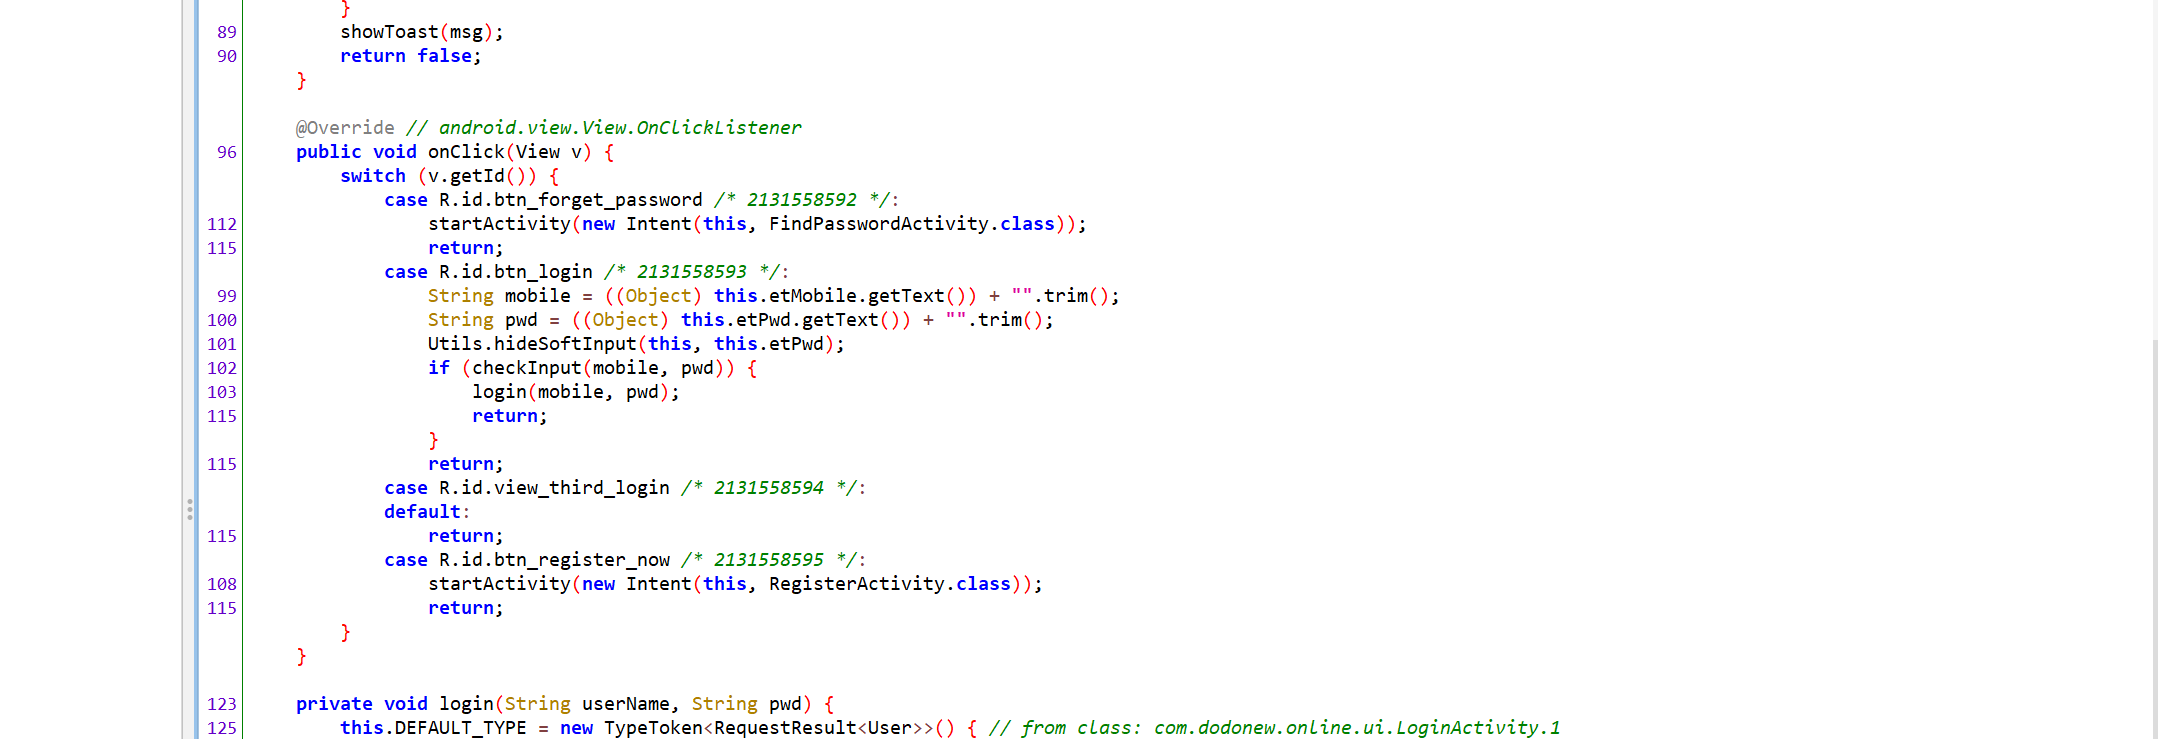 }
89        showToast(msg);
90        return false;
    }

    @Override // android.view.View.OnClickListener
96    public void onClick(View v) {
        switch (v.getId()) {
            case R.id.btn_forget_password /* 2131558592 */:
112                startActivity(new Intent(this, FindPasswordActivity.class));
115                return;
            case R.id.btn_login /* 2131558593 */:
99                String mobile = ((Object) this.etMobile.getText()) + "".trim();
100                String pwd = ((Object) this.etPwd.getText()) + "".trim();
101                Utils.hideSoftInput(this, this.etPwd);
102                if (checkInput(mobile, pwd)) {
103                    login(mobile, pwd);
115                    return;
                }
115                return;
            case R.id.view_third_login /* 2131558594 */:
            default:
115                return;
            case R.id.btn_register_now /* 2131558595 */:
108                startActivity(new Intent(this, RegisterActivity.class));
115                return;
        }
    }

123    private void login(String userName, String pwd) {
125        this.DEFAULT_TYPE = new TypeToken<RequestResult<User>>() { // from class: com.dodonew.online.ui.LoginActivity.1